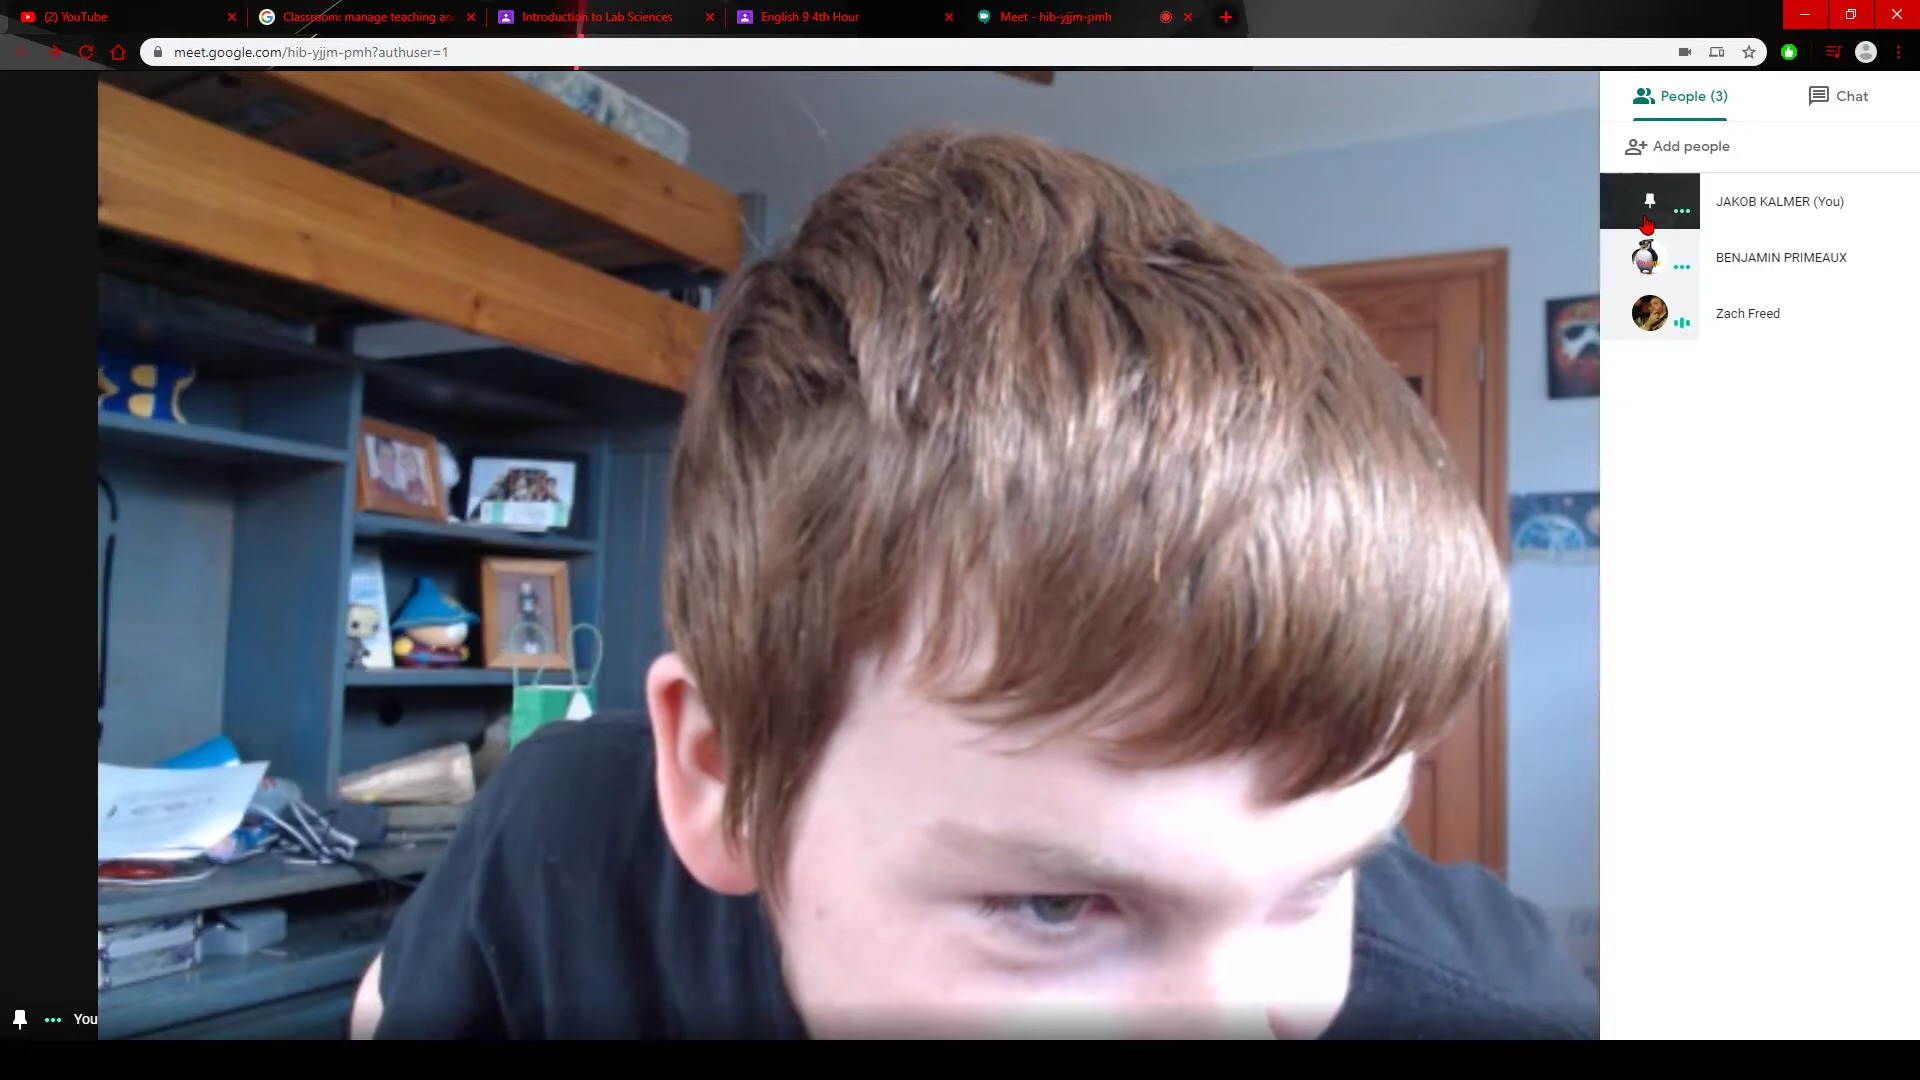 (2) YouTube
Classroom: manage teaching an
Introduction to Lab Sciences
English 9 4th Hour
Meet - hib-yjjm-pmh
meet.google.com/hib-yjjm-pmh?authuser=1
People (3)
Chat
Add people
JAKOB KALMER (You)
BENJAMIN PRIMEAUX
Zach Freed
You